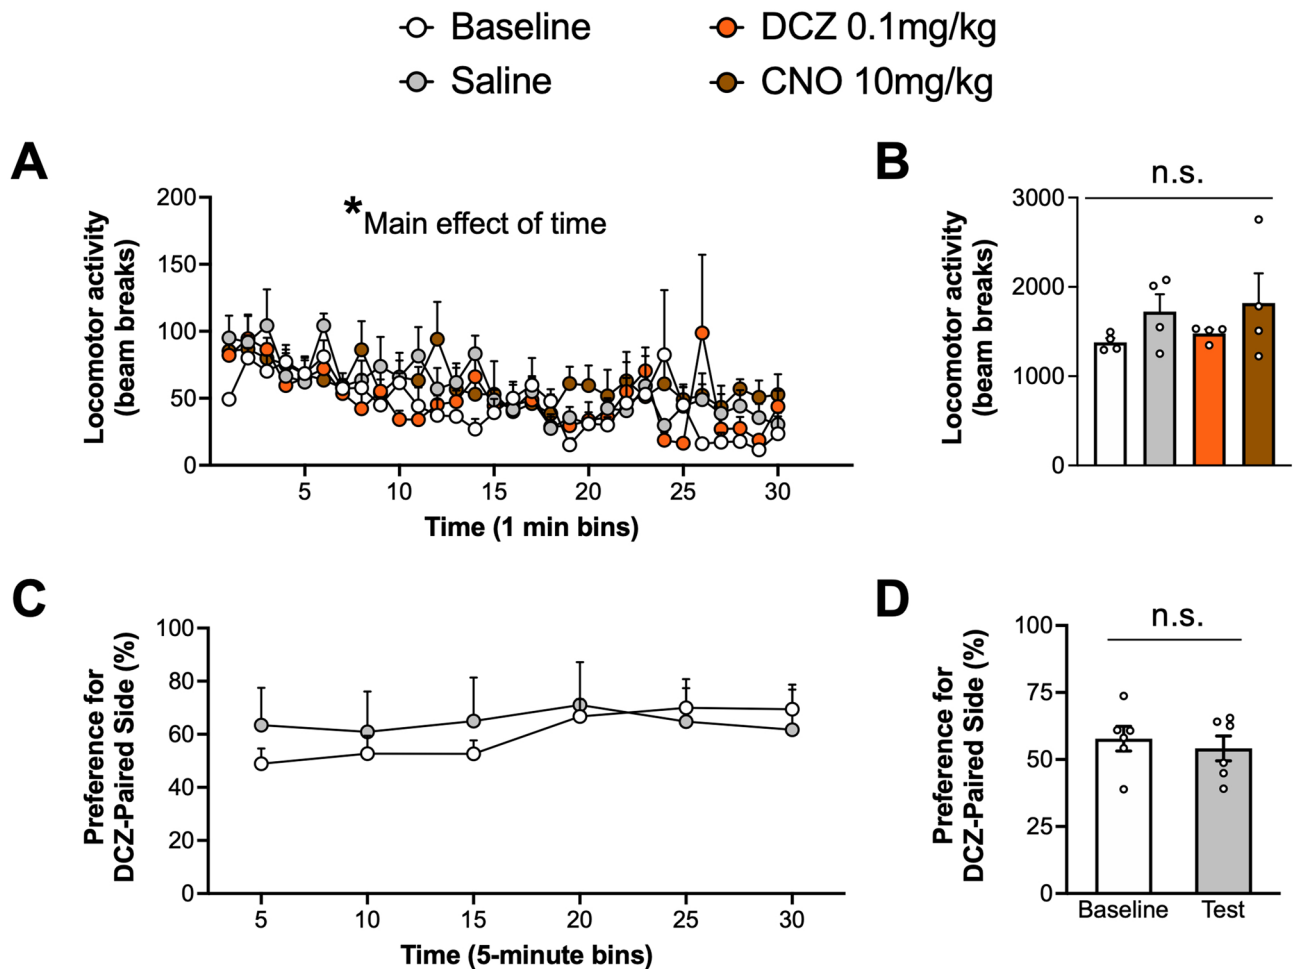 Baseline
DCZ 0.1mg/kg
Saline
CNO 10mg/kg
A
Locomotor activity
(beam breaks)
200
150
100
50
0
*
Main effect of time
5
10
15
20
25
30
Time (1 min bins)
B
n.s.
Locomotor activity
(beam breaks)
3000
2000
1000
0
C
Preference for
DCZ-Paired Side (%)
100
80
60
40
20
0
5
10
15
20
25
30
Time (5-minute bins)
D
n.s.
Preference for
DCZ-Paired Side (%)
100
75
50
25
0
Baseline
Test